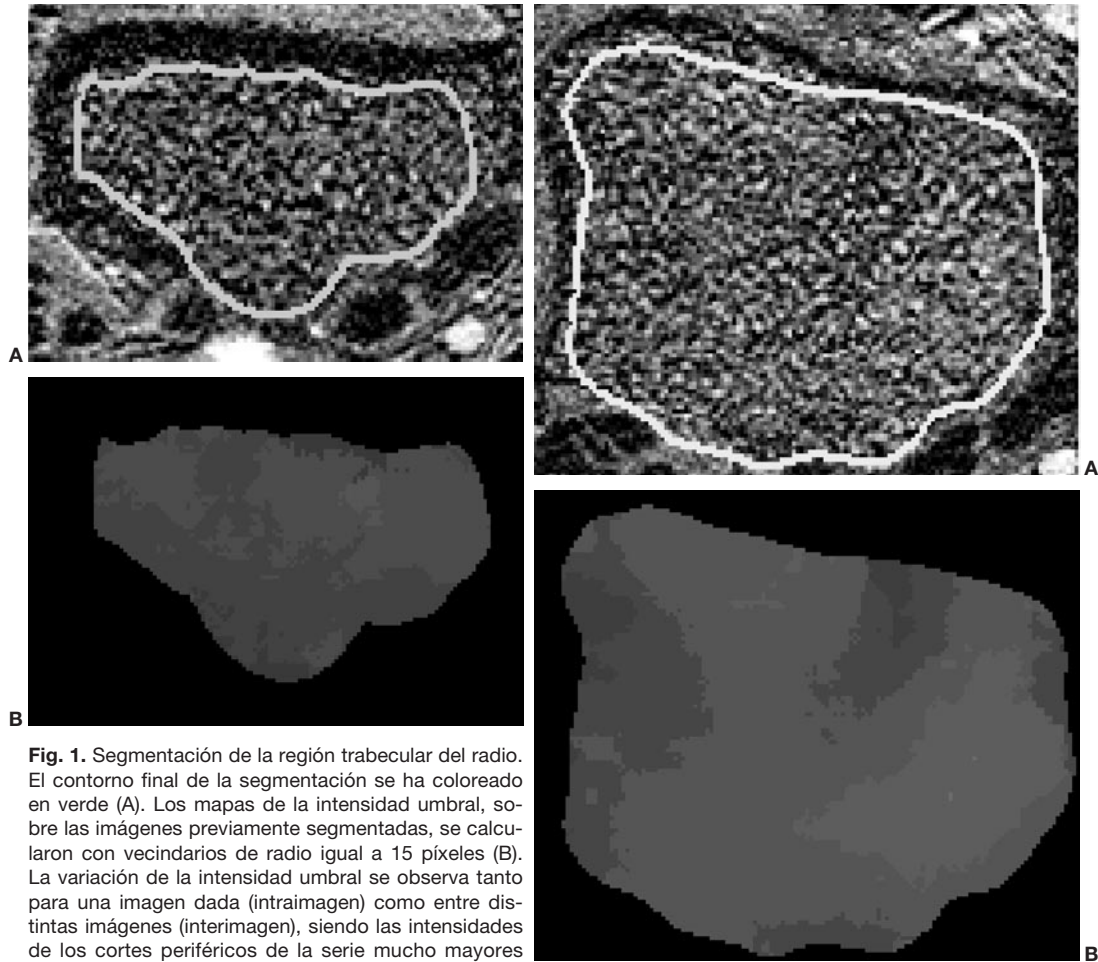 A
A
B
B
Fig. 1. Segmentación de la región trabecular del radio.
El contorno final de la segmentación se ha coloreado
en verde (A). Los mapas de la intensidad umbral, so-
bre las imágenes previamente segmentadas, se calcu-
laron con vecindarios de radio igual a 15 píxeles (B).
La variación de la intensidad umbral se observa tanto
para una imagen dada (intraimagen) como entre dis-
tintas imágenes (interimagen), siendo las intensidades
de los cortes periféricos de la serie mucho mayores